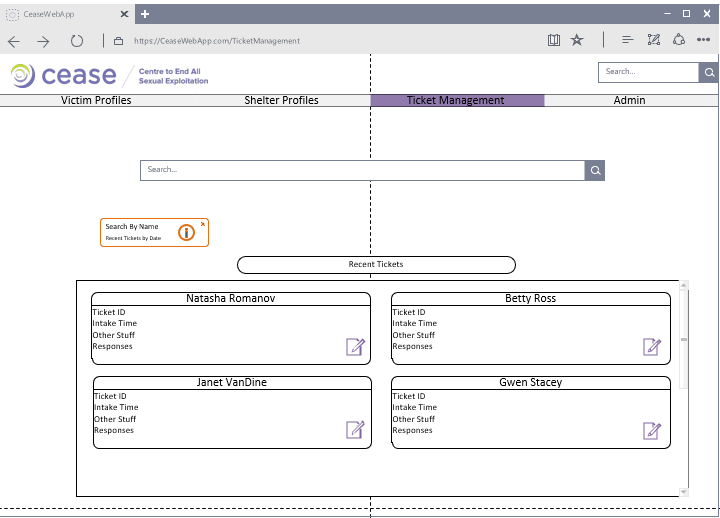 CeaseWebApp
https://CeaseWebApp.com/TicketManagement
cease
Centre to End All
Sexual Exploitation
Search...
Victim Profiles
Shelter Profiles
Ticket Management
Admin
Search...
Search By Name
x
Recent Tickets by Date
Recent Tickets
Natasha Romanov
Ticket ID
Intake Time
Other Stuff
Responses
Betty Ross
Ticket ID
Intake Time
Other Stuff
Responses
Janet VanDine
Ticket ID
Intake Time
Other Stuff
Responses
Gwen Stacey
Ticket ID
Intake Time
Other Stuff
Responses